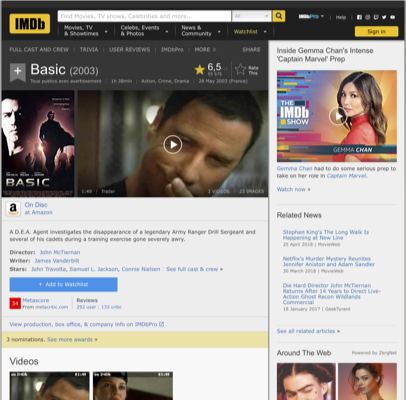 IMDb
Find Movies, TV shows, Celebrities and more...
All
IMDbPro
Help
Movies, TV
& Showtimes
Celebs, Events
& Photos
News &
Community
Watchlist
Sign in
FULL CAST AND CREW | TRIVIA | USER REVIEWS | IMDbPro | MORE
SHARE
+ Basic (2003)
6,5
Rate
This
Tous publics avec avertissement | 1h 38min | Action, Crime, Drama | 28 May 2003 (France)
BASIC
1:49 | Trailer
2 VIDEOS | 23 IMAGES
a
On Disc
at Amazon
A D.E.A. Agent investigates the disappearance of a legendary Army Ranger Drill Sergeant and
several of his cadets during a training exercise gone severely awry.
Director: John McTiernan
Writer: James Vanderbilt
Stars: John Travolta, Samuel L. Jackson, Connie Nielsen | See full cast & crew »
+ Add to Watchlist
34
Metascore
From metacritic.com
Reviews
292 user | 133 critic
View production, box office, & company info on IMDbPro
3 nominations. See more awards »
Videos
Inside Gemma Chan's Intense
'Captain Marvel' Prep
THE
IMDb
SHOW
GEMMA CHAN
Gemma Chan had to do some serious prep to
take on her role in Captain Marvel.
Watch now »
Related News
Stephen King's The Long Walk Is
Happening at New Line
25 April 2018 | MovieWeb
Netflix's Murder Mystery Reunites
Jennifer Aniston and Adam Sandler
30 March 2018 | MovieWeb
Die Hard Director John McTiernan
Returns After 14 Years to Direct Live-
Action Ghost Recon Wildlands
Commercial
18 January 2017 | GeekTyrant
See all related articles »
Around The Web
Powered by ZergNet